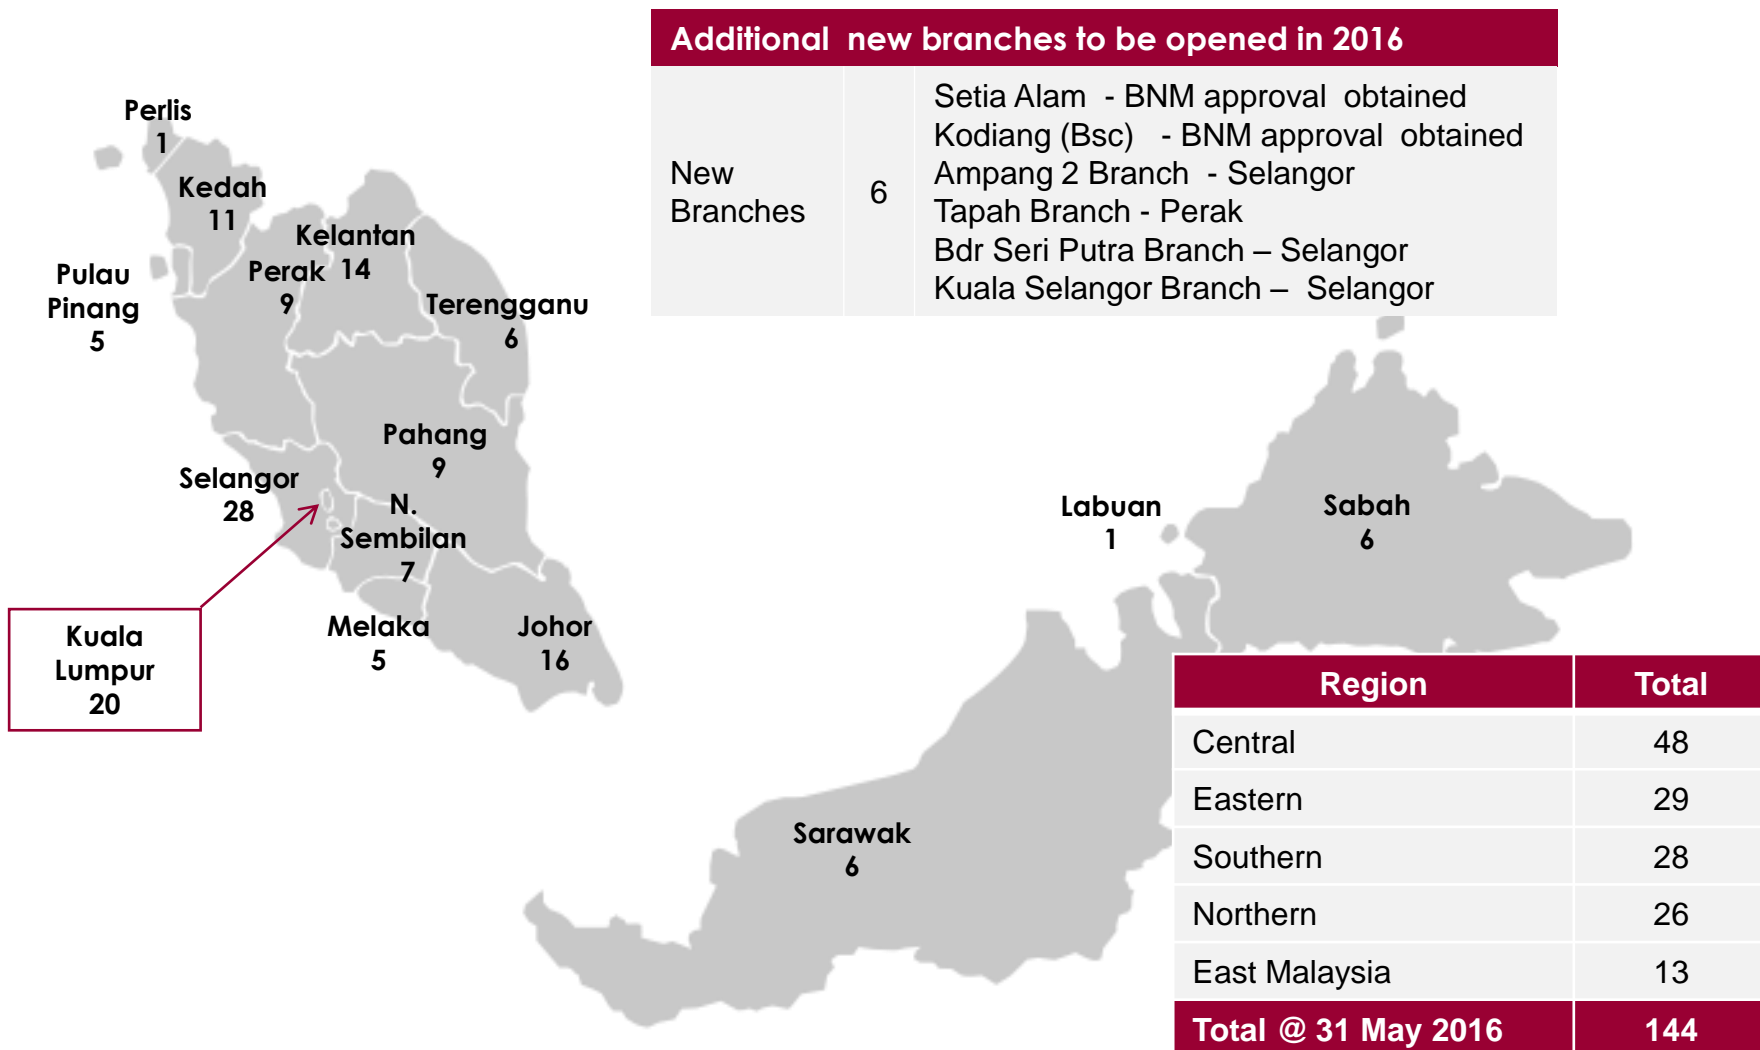 Additional new branches to be opened in 2016
New
Branches
6
Setia Alam - BNM approval obtained
Kodiang (Bsc) - BNM approval obtained
Ampang 2 Branch - Selangor
Tapah Branch - Perak
Bdr Seri Putra Branch – Selangor
Kuala Selangor Branch – Selangor
Perlis
1
Kedah
11
Kelantan
14
Perak
9
Pulau
Pinang
5
Terengganu
6
Pahang
9
Selangor
28
N.
Sembilan
7
Kuala
Lumpur
20
Melaka
5
Johor
16
Labuan
1
Sabah
6
Sarawak
6
Region Total
Central 48
Eastern 29
Southern 28
Northern 26
East Malaysia 13
Total @ 31 May 2016 144